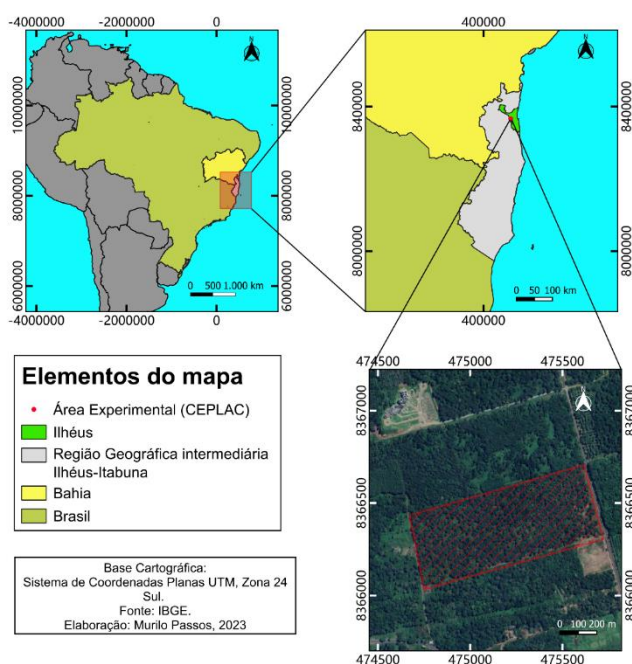 -4000000 -2000000 0
N
10000000
8000000
6000000
0 500 1.000 km
-4000000 -2000000 0
400000
N
8400000
8400000
8000000
8000000
0 50 100 km
400000
Elementos do mapa
Área Experimental (CEPLAC)
Ilhéus
Região Geográfica intermediária
Ilhéus-Itabuna
Bahia
Brasil
Base Cartográfica:
Sistema de Coordenadas Planas UTM, Zona 24
Sul.
Fonte: IBGE.
Elaboração: Murilo Passos, 2023
474500 475000 475500
8367000
8367000
8366500
8366500
8366000
8366000
0 100 200 m
474500 475000 475500